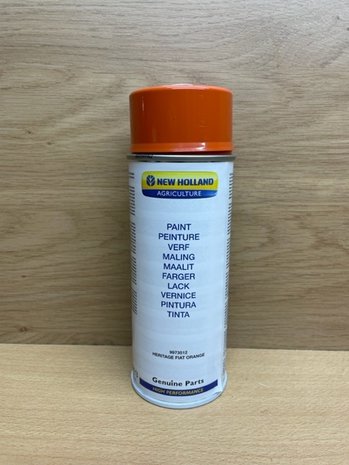 NEW HOLLAND
AGRICULTURE
PAINT
PEINTURE
VERF
MALING
MAALIT
FARGER
LACK
VERNICE
PINTURA
TINTA
9973012
HERITAGE FIAT ORANGE
Genuine Parts
HIGH PERFORMANCE